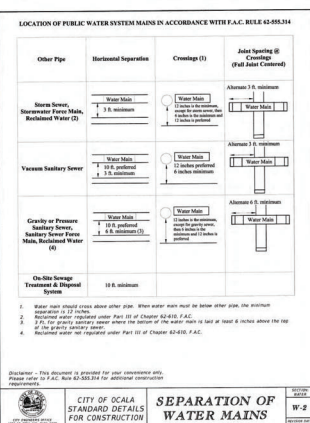 LOCATION OF PUBLIC WATER SYSTEM MAINS IN ACCORDANCE WITH F.A.C. RULE 62-555.314
Other Pipe
Horizontal Separation
Crossings (1)
Joint Spacing @
Crossings
(Full Joint Centered)
Storm Sewer,
Stormwater Force Main,
Reclaimed Water (2)
Water Main
3 ft. minimum
Water Main
12 inches is the minimum,
except for storm sewer, then
6 inches is the minimum and
12 inches is preferred
Alternate 3 ft. minimum
Water Main
Vacuum Sanitary Sewer
Water Main
10 ft. preferred
3 ft. minimum
Water Main
12 inches preferred
6 inches minimum
Alternate 3 ft. minimum
Water Main
Gravity or Pressure
Sanitary Sewer,
Sanitary Sewer Force
Main, Reclaimed Water
(4)
Water Main
10 ft. preferred
6 ft. minimum (3)
Water Main
12 inches is the minimum,
except for gravity sewer,
then 6 inches is the
minimum and 12 inches is
preferred
Alternate 6 ft. minimum
Water Main
On-Site Sewage
Treatment & Disposal
System
10 ft. minimum
1. Water main should cross above other pipe. When water main must be below other pipe, the minimum
separation is 12 inches.
2. Reclaimed water regulated under Part III of Chapter 62-610, F.A.C.
3. 3 ft. for gravity sanitary sewer where the bottom of the water main is laid at least 6 inches above the top
of the gravity sanitary sewer.
4. Reclaimed water not regulated under Part III of Chapter 62-610, F.A.C.
Disclaimer - This document is provided for your convenience only.
Please refer to F.A.C. Rule 62-555.314 for additional construction
requirements.
CITY OF OCALA
STANDARD DETAILS
FOR CONSTRUCTION
SEPARATION OF
WATER MAINS
SECTION:
WATER
W-2
REVISION DATE
CITY ENGINEER'S OFFICE